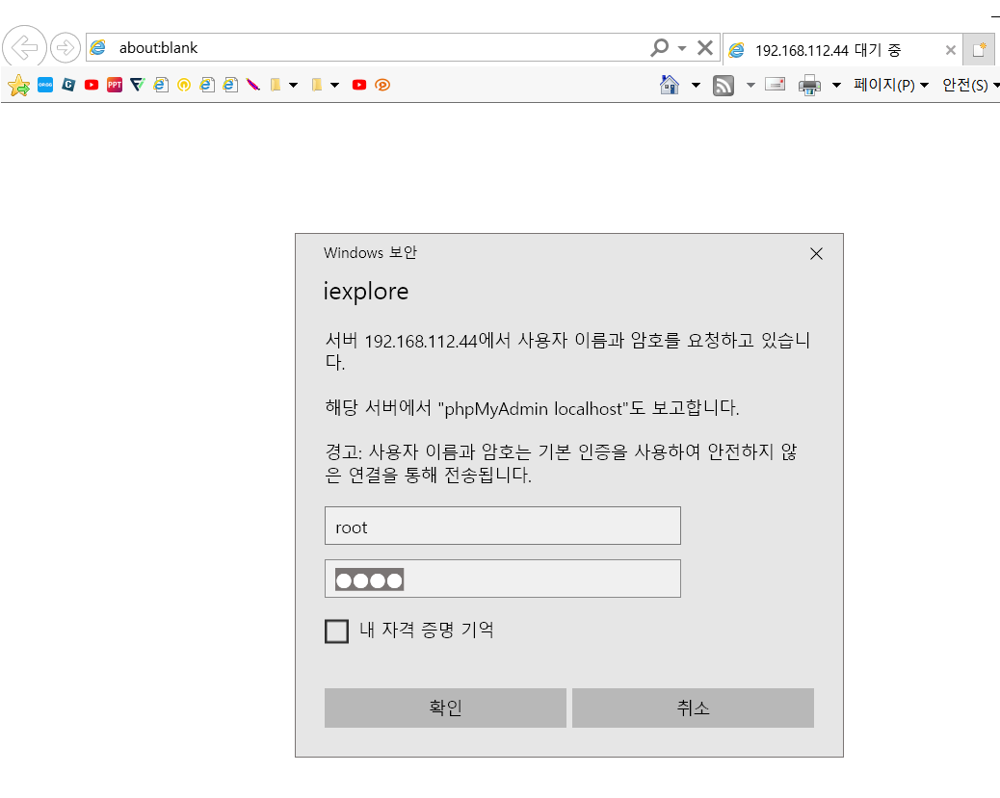 about:blank
192.168.112.44 대기 중
PPT
페이지(P)
안전(S)
Windows 보안
iexplore
서버 192.168.112.44에서 사용자 이름과 암호를 요청하고 있습니
다.
해당 서버에서 "phpMyAdmin localhost"도 보고합니다.
경고: 사용자 이름과 암호는 기본 인증을 사용하여 안전하지 않
은 연결을 통해 전송됩니다.
root
내 자격 증명 기억
확인
취소